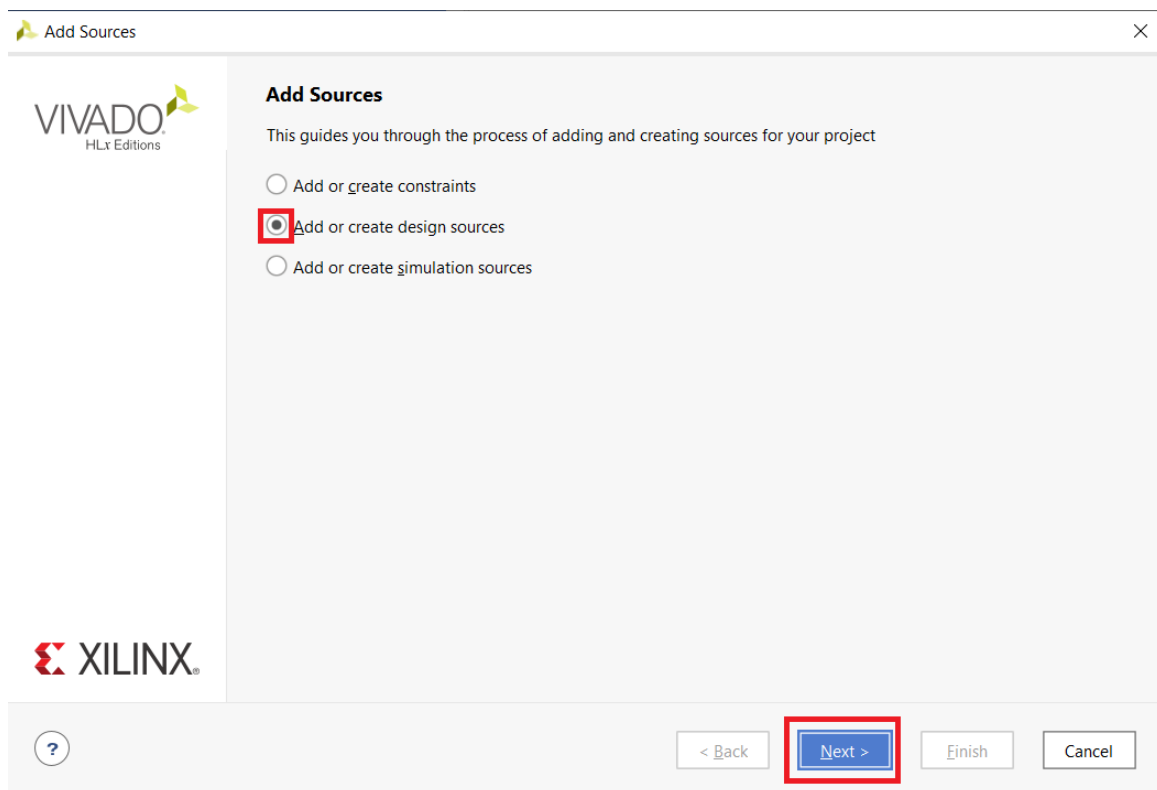 Add Sources
VIVADO.
HLx Editions
Add Sources
This guides you through the process of adding and creating sources for your project
Add or create constraints
Add or create design sources
Add or create simulation sources
XILINX®
?
< Back
Next >
Finish
Cancel